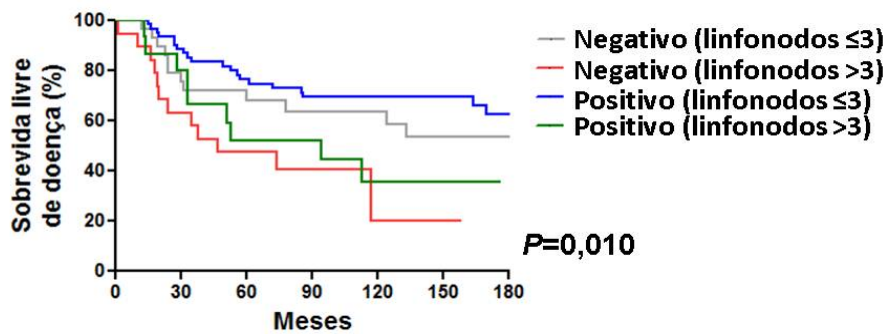 Sobrevida livre
de doença (%)
100
80
60
40
20
0
0 30 60 90 120 150 180
Meses
Negativo (linfonodos ≤3)
Negativo (linfonodos >3)
Positivo (linfonodos ≤3)
Positivo (linfonodos >3)
P=0,010